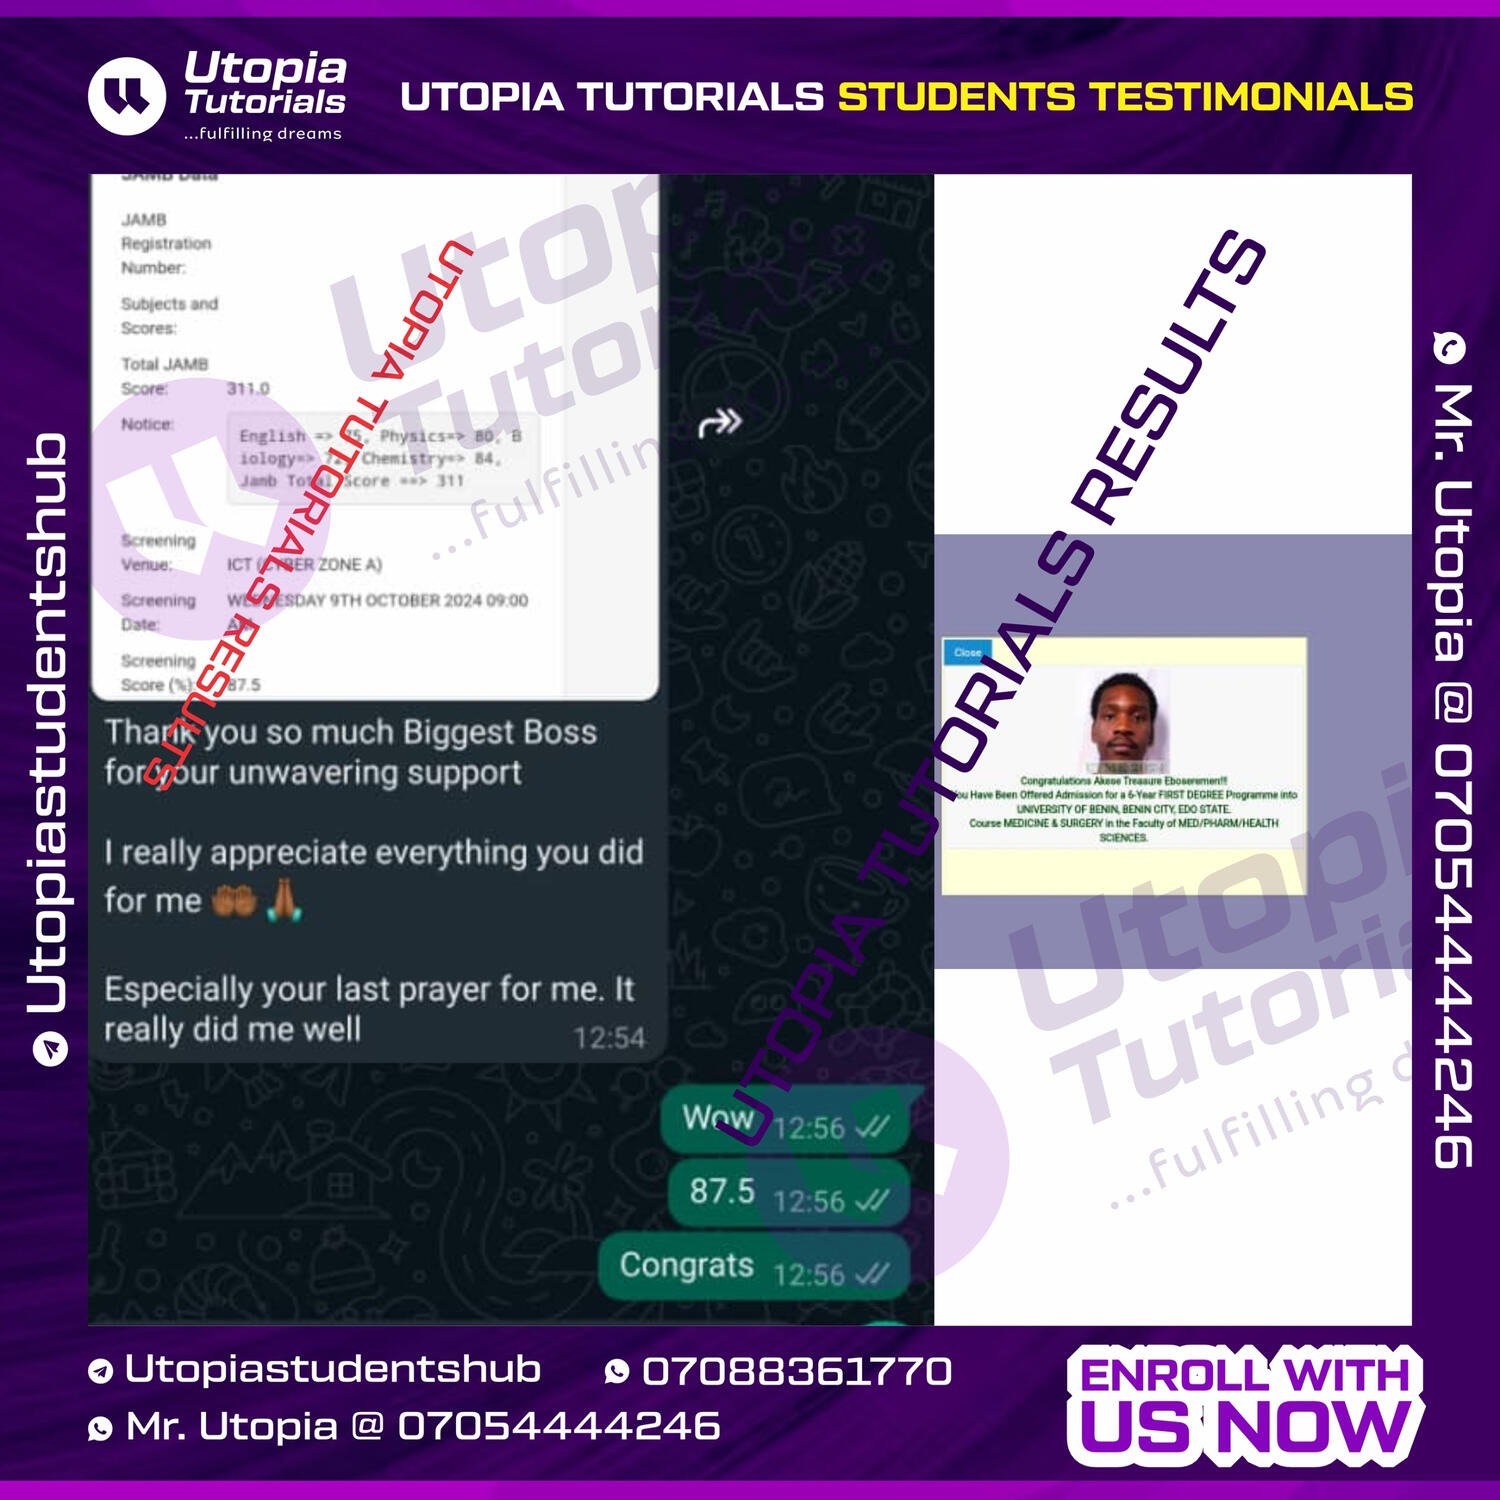 Utopia
Tutorials
...fulfilling dreams
UTOPIA TUTORIALS STUDENTS TESTIMONIALS
JAMB Data
JAMB
Registration
Number:
Subjects and
Scores:
Total JAMB
Score: 311.0
Notice:
English => 75, Physics=> 80, B
iology=> 72, Chemistry=> 84,
Jamb Total Score ==> 311
Screening
Venue: ICT (CYBER ZONE A)
Screening WEDNESDAY 9TH OCTOBER 2024 09:00
Date: AM
Screening
Score (%): 87.5
Thank you so much Biggest Boss
for your unwavering support
I really appreciate everything you did
for me
Especially your last prayer for me. It
really did me well
12:54
Wow 12:56
87.5 12:56
Congrats 12:56
UTOPIA TUTORIALS RESULTS
UTOPIA TUTORIALS RESULTS
Utop
Tutor
...fulfillin
Close
Congratulations Akese Treasure Eboseremen!!!
You Have Been Offered Admission for a 6-Year FIRST DEGREE Programme into
UNIVERSITY OF BENIN, BENIN CITY, EDO STATE.
Course MEDICINE & SURGERY in the Faculty of MED/PHARM/HEALTH
SCIENCES.
Utopi
Tutoria
...fulfilling d
Utopiastudentshub
Mr. Utopia @ 07054444246
Utopiastudentshub
07088361770
Mr. Utopia @ 07054444246
ENROLL WITH
US NOW